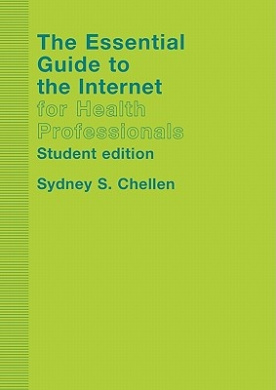 The Essential
Guide to
the Internet
for Health
Professionals
Student edition
Sydney S. Chellen